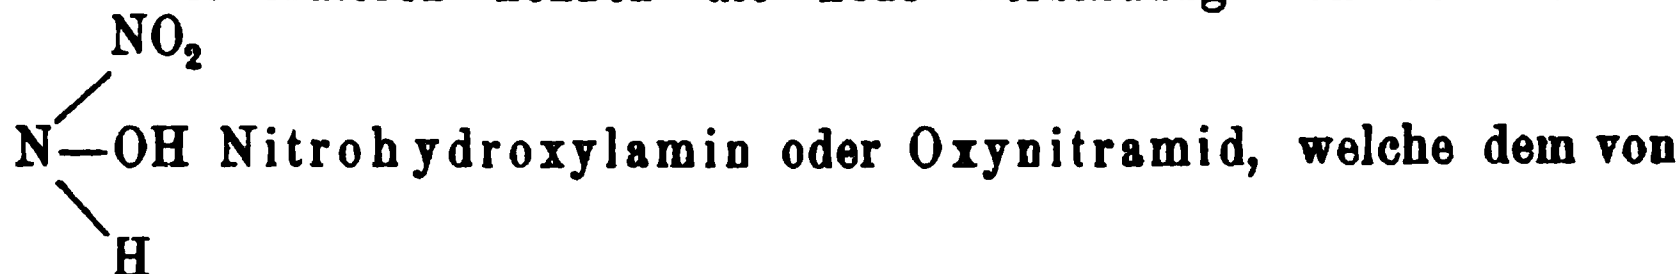 NO₂
N—OH Nitrohydroxylamin oder Oxynitramid, welche dem von
H